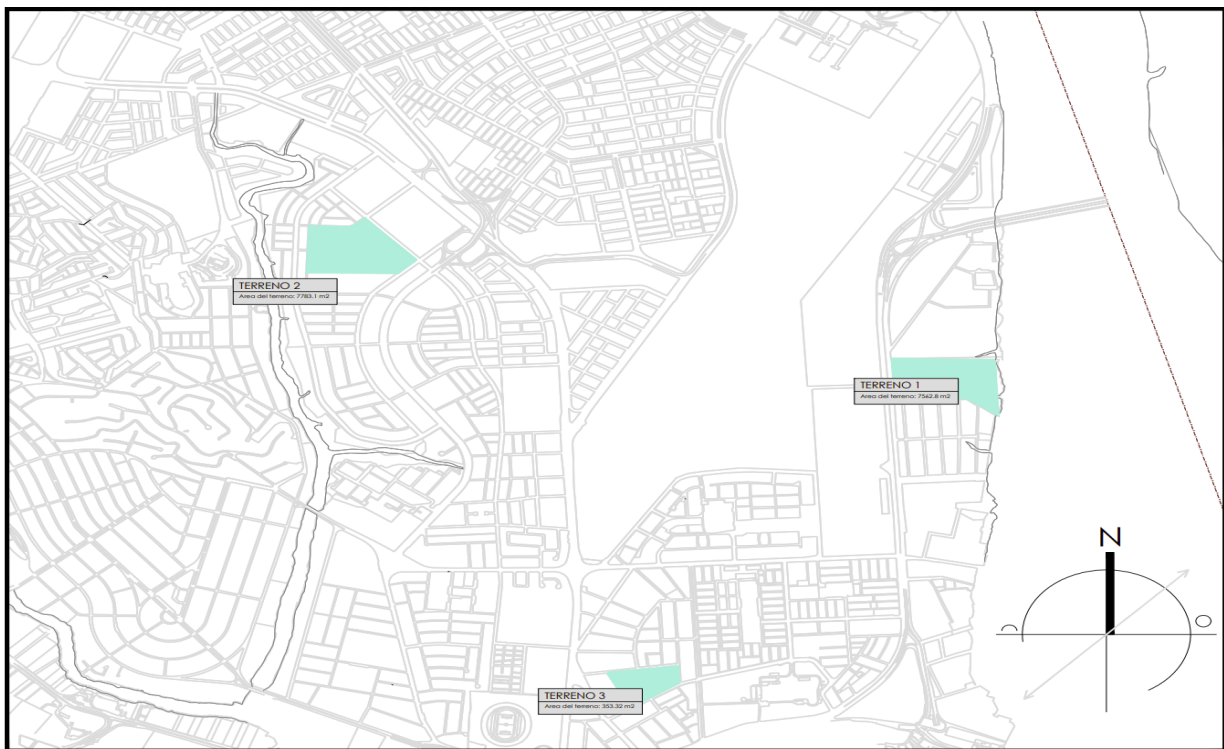 TERRENO 2
Area del terreno: 7783.1 m2
TERRENO 1
Area del terreno: 7562.8 m2
N
TERRENO 3
Area del terreno: 353.32 m2